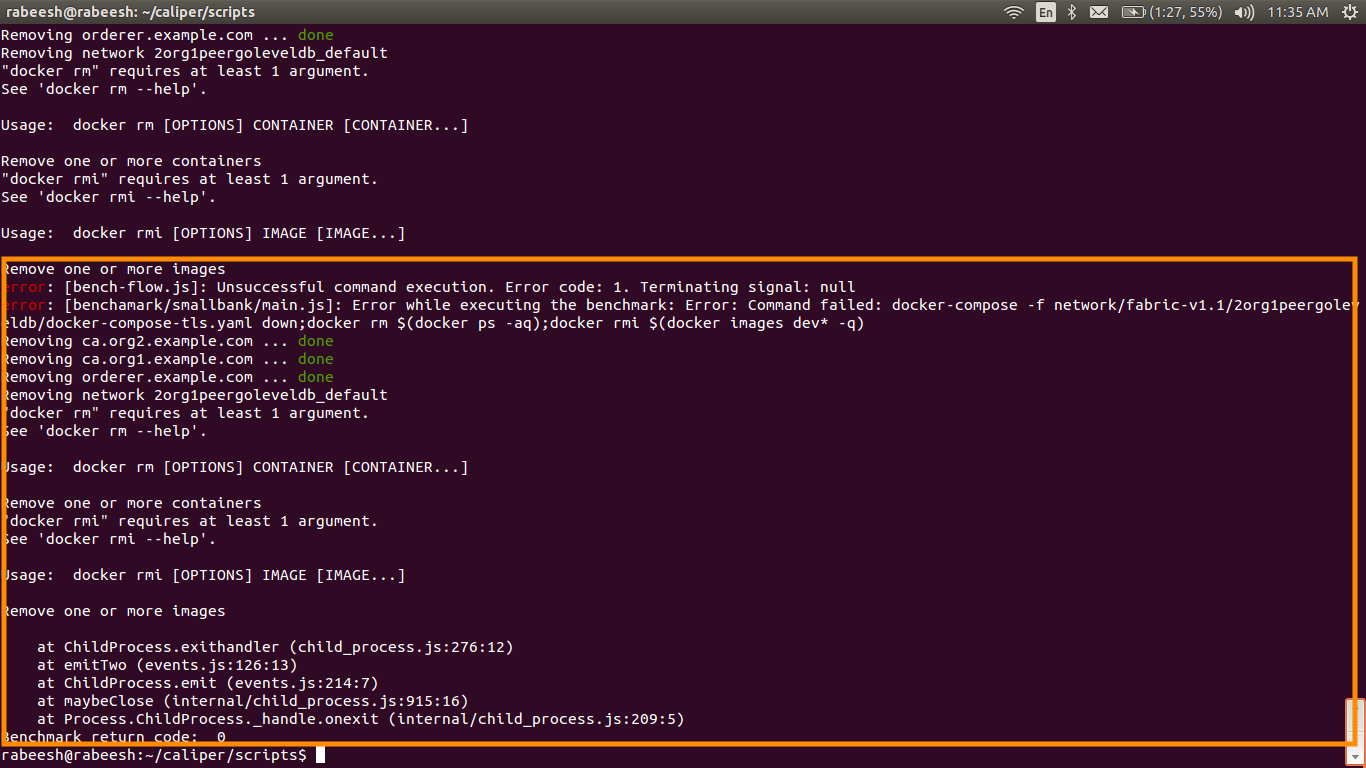 rabeesh@rabeesh: ~/caliper/scripts
En
(1:27, 55%)
11:35 AM
Removing orderer.example.com ... done
Removing network 2org1peergoleveldb_default
"docker rm" requires at least 1 argument.
See 'docker rm --help'.
Usage:  docker rm [OPTIONS] CONTAINER [CONTAINER...]
Remove one or more containers
"docker rmi" requires at least 1 argument.
See 'docker rmi --help'.
Usage:  docker rmi [OPTIONS] IMAGE [IMAGE...]
Remove one or more images
error: [bench-flow.js]: Unsuccessful command execution. Error code: 1. Terminating signal: null
error: [benchamark/smallbank/main.js]: Error while executing the benchmark: Error: Command failed: docker-compose -f network/fabric-v1.1/2org1peergolev
eldb/docker-compose-tls.yaml down;docker rm $(docker ps -aq);docker rmi $(docker images dev* -q)
Removing ca.org2.example.com ... done
Removing ca.org1.example.com ... done
Removing orderer.example.com ... done
Removing network 2org1peergoleveldb_default
"docker rm" requires at least 1 argument.
See 'docker rm --help'.
Usage:  docker rm [OPTIONS] CONTAINER [CONTAINER...]
Remove one or more containers
"docker rmi" requires at least 1 argument.
See 'docker rmi --help'.
Usage:  docker rmi [OPTIONS] IMAGE [IMAGE...]
Remove one or more images
at ChildProcess.exithandler (child_process.js:276:12)
at emitTwo (events.js:126:13)
at ChildProcess.emit (events.js:214:7)
at maybeClose (internal/child_process.js:915:16)
at Process.ChildProcess._handle.onexit (internal/child_process.js:209:5)
Benchmark return code:  0
rabeesh@rabeesh:~/caliper/scripts$